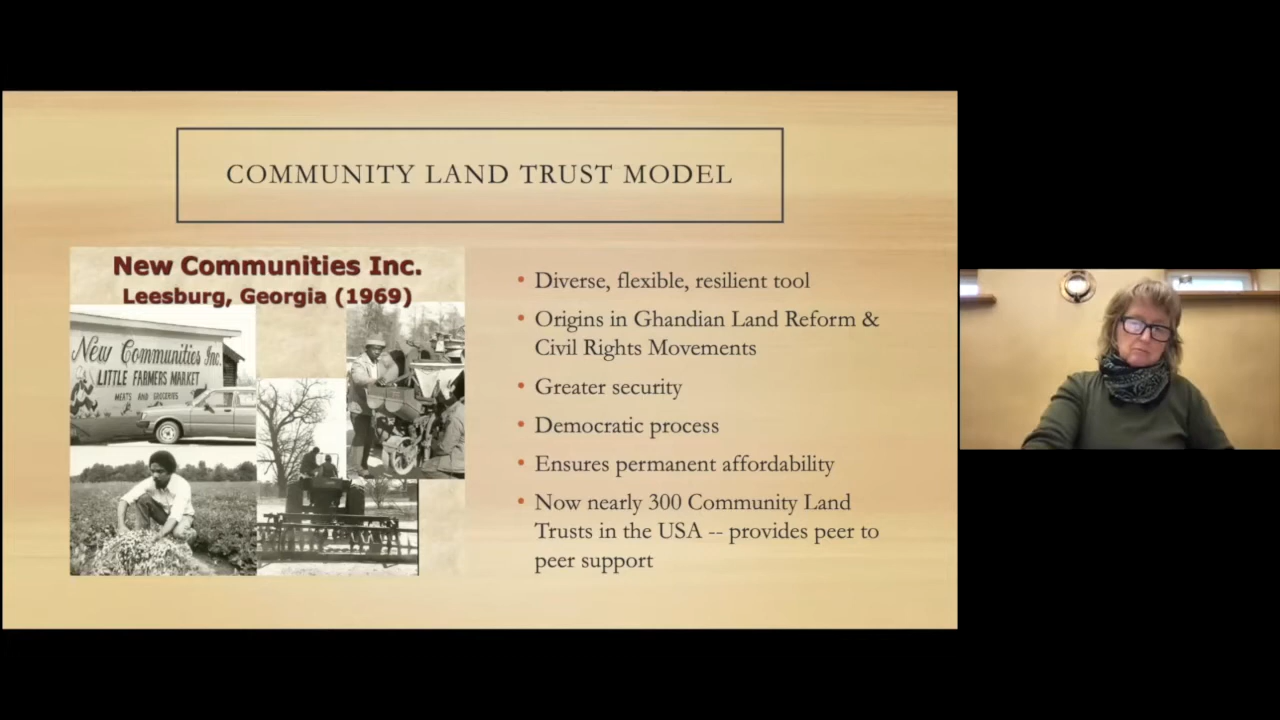 COMMUNITY LAND TRUST MODEL
New Communities Inc.
Leesburg, Georgia (1969)
New Communities Inc.
LITTLE FARMERS MARKET
MEATS AND GROCERIES
• Diverse, flexible, resilient tool
• Origins in Ghandian Land Reform &
Civil Rights Movements
• Greater security
• Democratic process
• Ensures permanent affordability
• Now nearly 300 Community Land
Trusts in the USA -- provides peer to
peer support